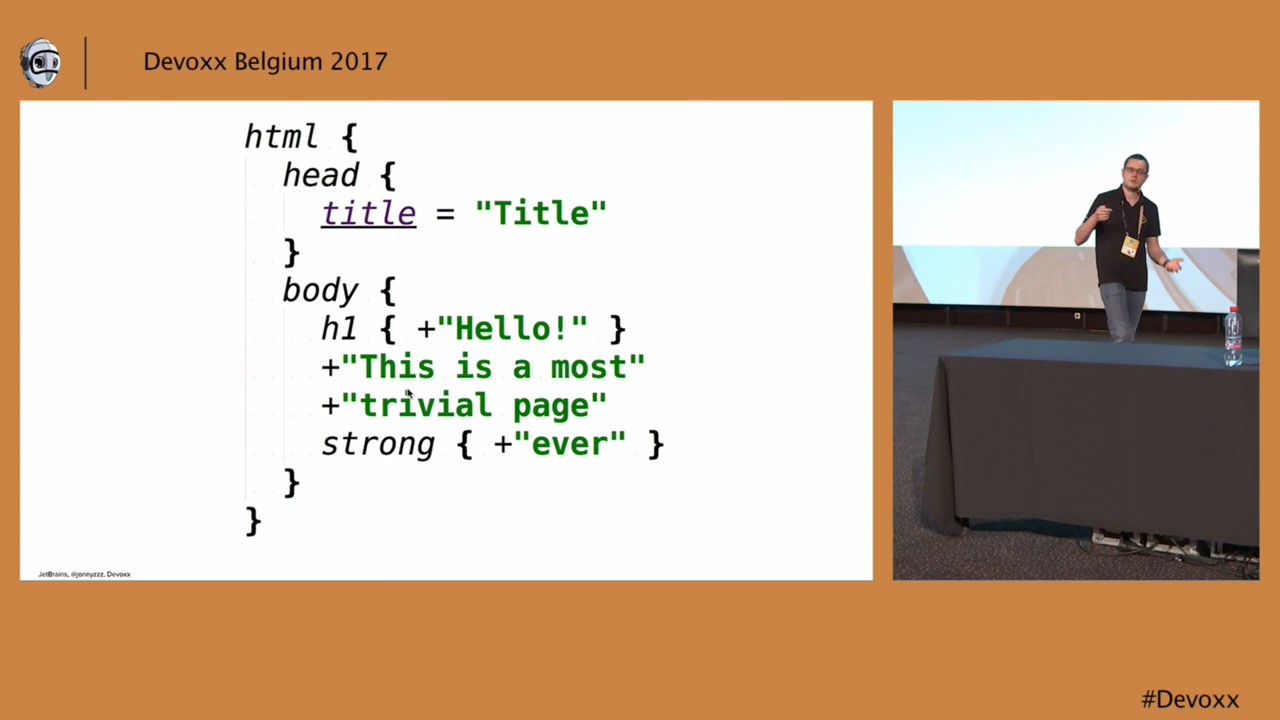 Devoxx Belgium 2017
html {
head {
title = "Title"
}
body {
h1 { +"Hello!" }
+"This is a most"
+"trivial page"
strong { +"ever" }
}
}
JetBrains, @jonnyzzz, Devoxx
#Devoxx